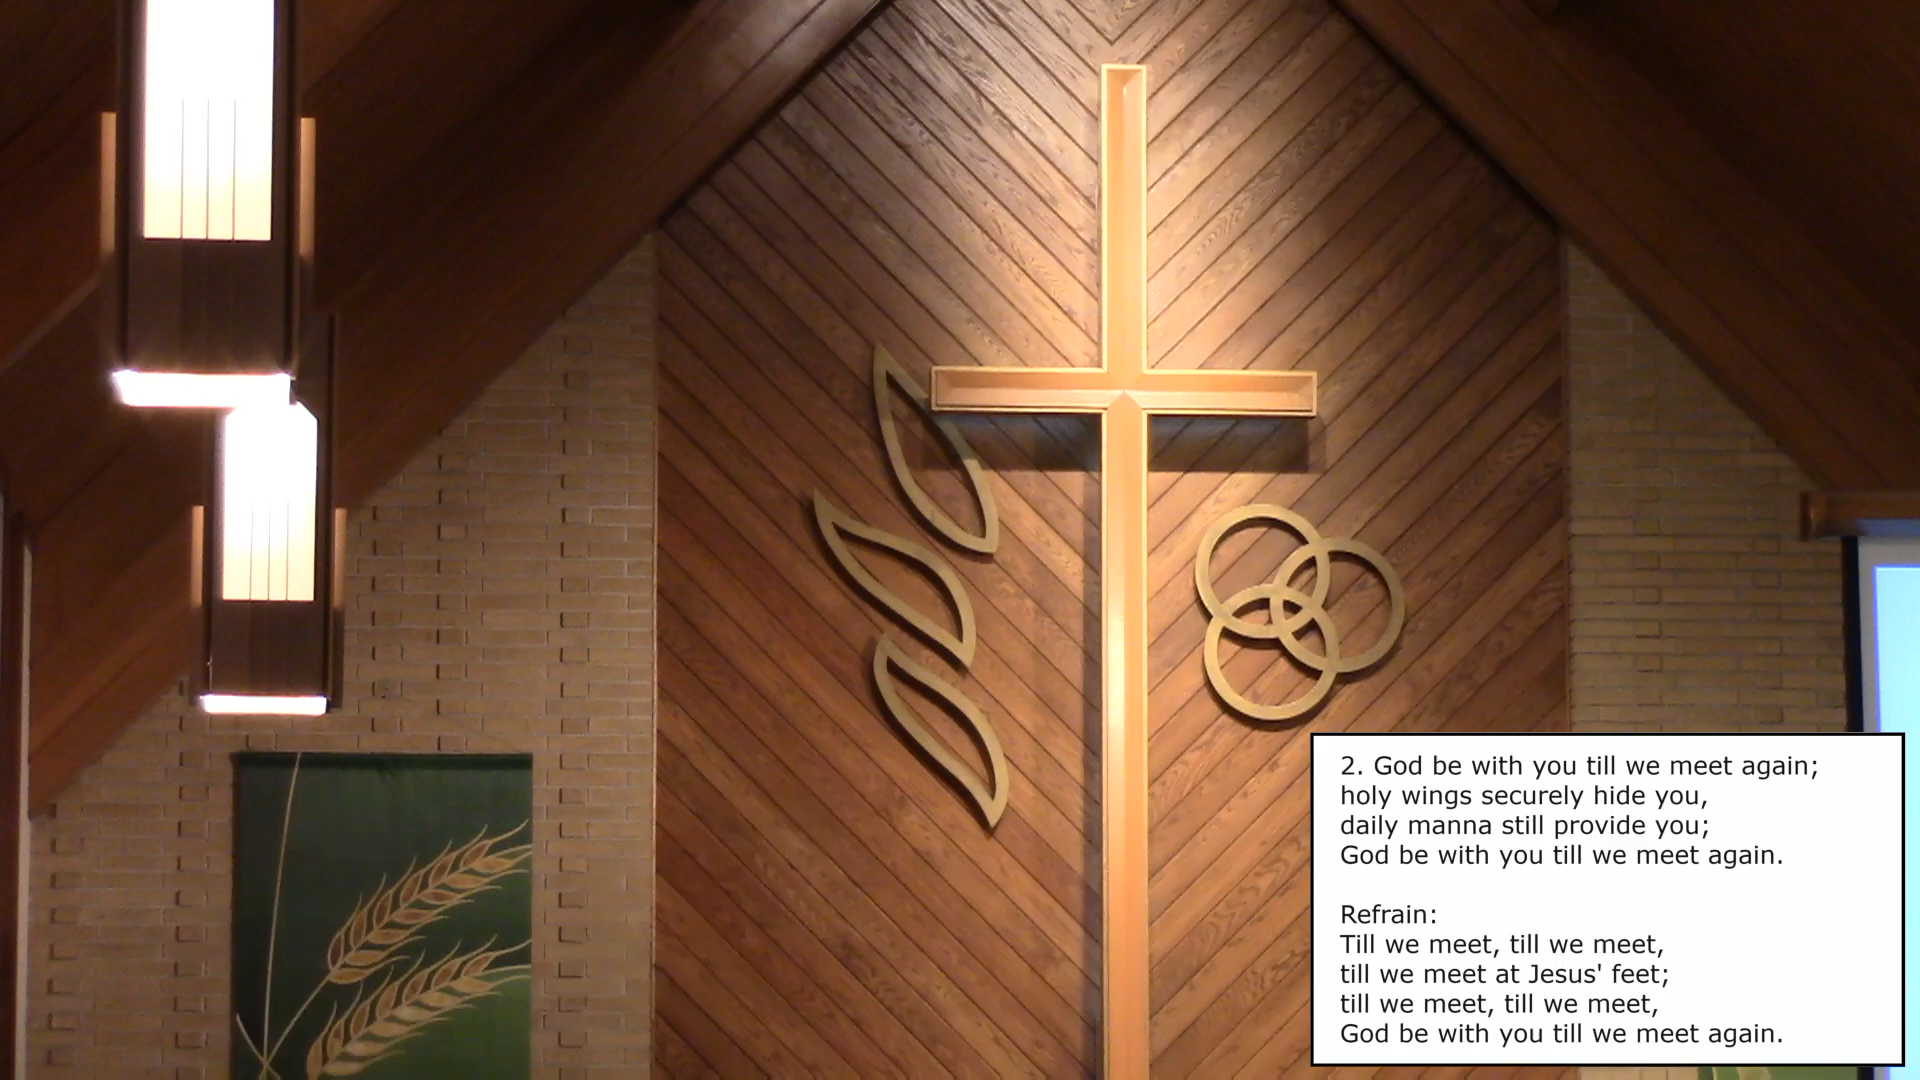 2. God be with you till we meet again;
holy wings securely hide you,
daily manna still provide you;
God be with you till we meet again.
Refrain:
Till we meet, till we meet,
till we meet at Jesus' feet;
till we meet, till we meet,
God be with you till we meet again.